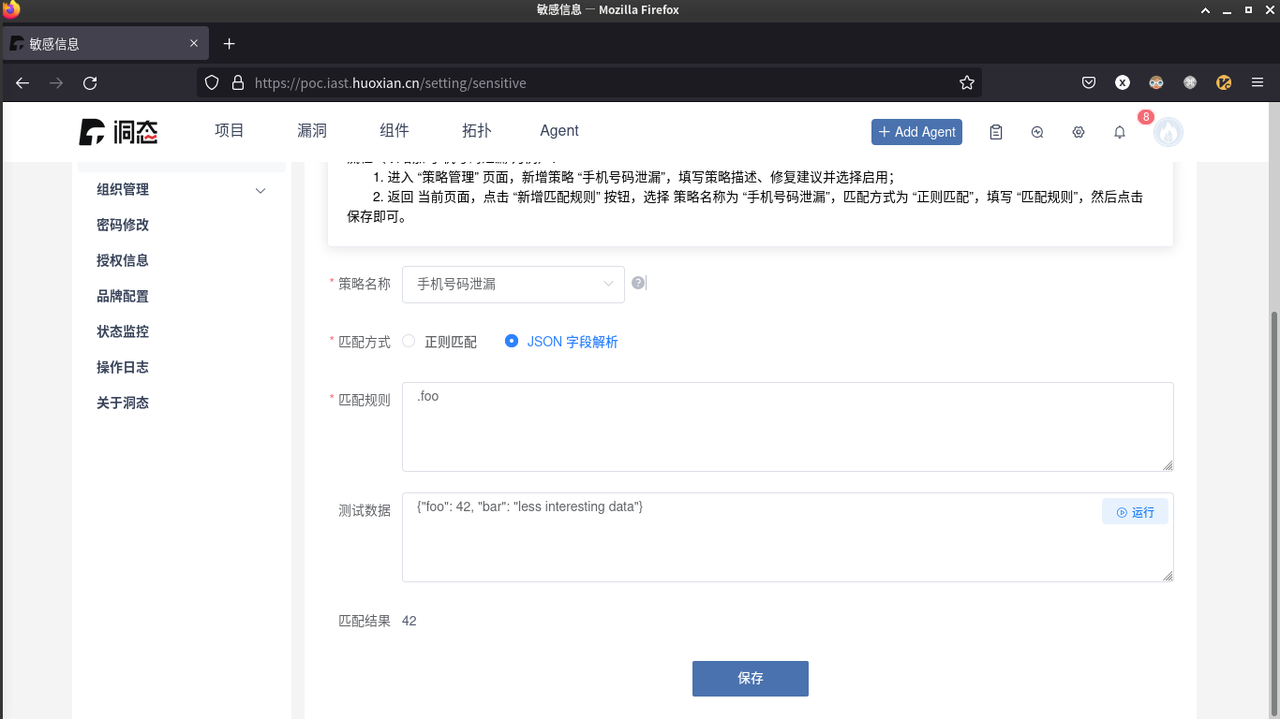 敏感信息 — Mozilla Firefox
敏感信息
https://poc.iast.huoxian.cn/setting/sensitive
洞态
项目
漏洞
组件
拓扑
Agent
Add Agent
8
组织管理
密码修改
授权信息
品牌配置
状态监控
操作日志
关于洞态
1. 进入 “策略管理” 页面，新增策略 “手机号码泄漏”，填写策略描述、修复建议并选择启用；
2. 返回 当前页面，点击 “新增匹配规则” 按钮，选择 策略名称为 “手机号码泄漏”，匹配方式为 “正则匹配”，填写 “匹配规则”，然后点击
保存即可。
* 策略名称
手机号码泄漏
* 匹配方式
正则匹配
JSON 字段解析
* 匹配规则
.foo
测试数据
{"foo": 42, "bar": "less interesting data"}
运行
匹配结果 42
保存